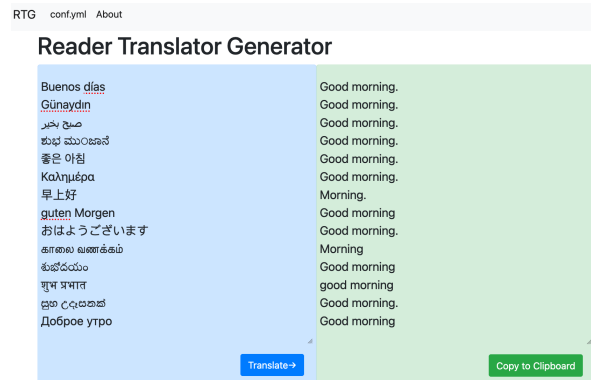 RTG conf.yml About
Reader Translator Generator
Buenos días
Günaydın
صبح بخیر
ಶುಭ ಮುಂಜಾನೆ
좋은 아침
Καλημέρα
早上好
guten Morgen
おはようございます
காலை வணக்கம்
శుభోదయం
शुभ प्रभात
සුභ උදෑසනක්
Доброе утро
Translate→
Good morning.
Good morning.
Good morning.
Good morning.
Good morning.
Good morning.
Morning.
Good morning
Good morning.
Morning
Good morning
good morning
Good morning.
Good morning
Copy to Clipboard